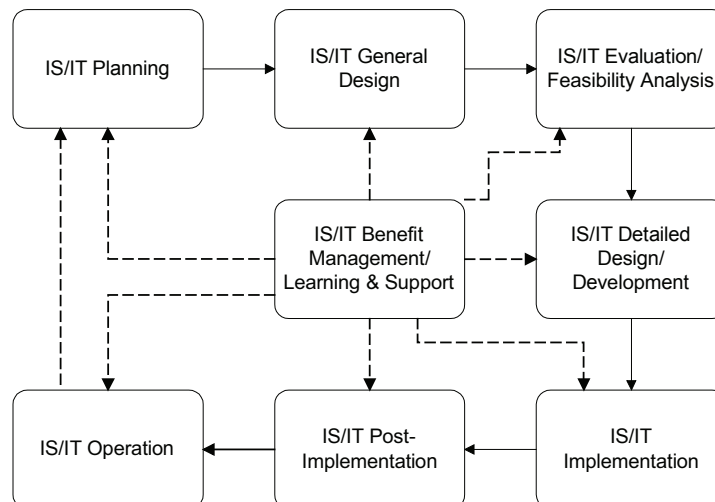 IS/IT Planning
IS/IT General
Design
IS/IT Evaluation/
Feasibility Analysis
IS/IT Benefit
Management/
Learning & Support
IS/IT Detailed
Design/
Development
IS/IT Operation
IS/IT Post-
Implementation
IS/IT
Implementation